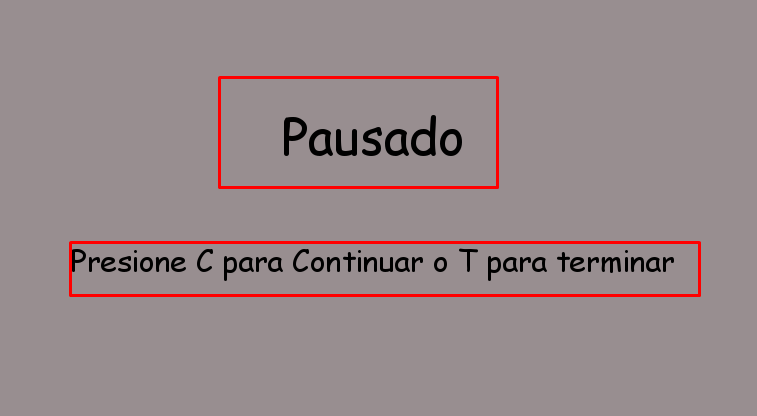 Pausado
Presione C para Continuar o T para terminar